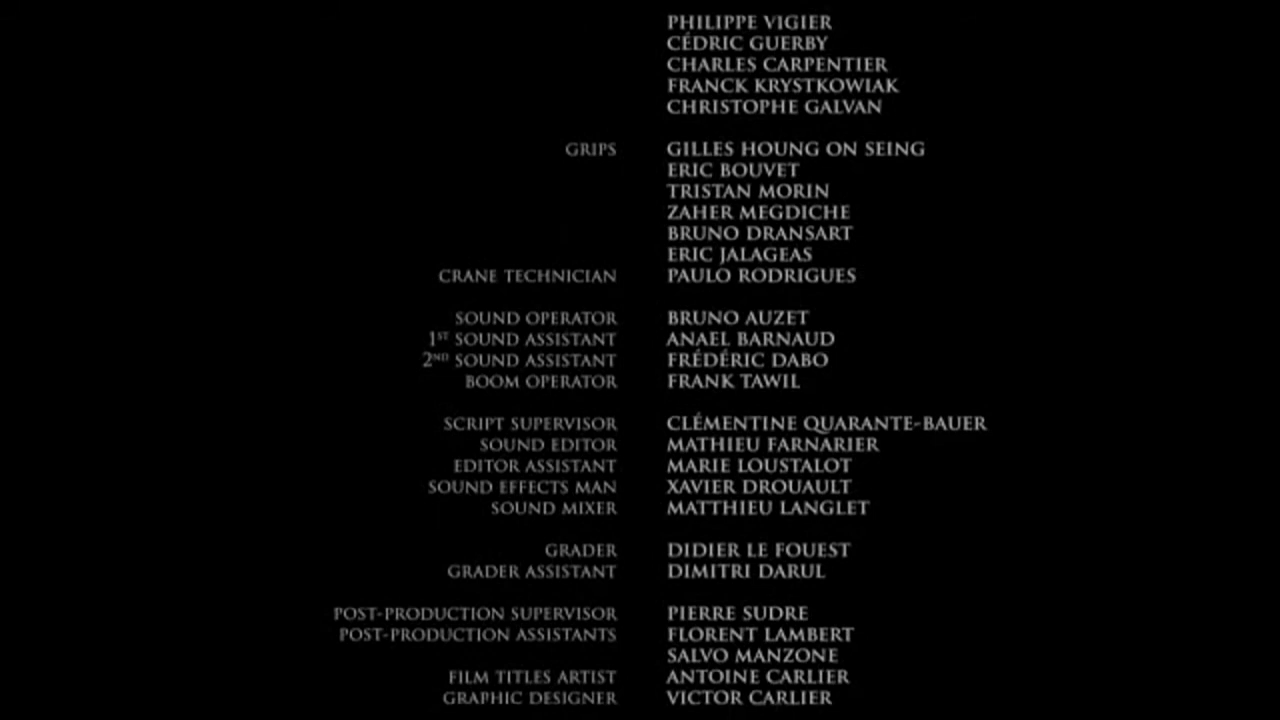 PHILIPPE VIGIER
CÉDRIC GUERBY
CHARLES CARPENTIER
FRANCK KRYSTKOWIAK
CHRISTOPHE GALVAN
GRIPS GILLES HOUNG ON SEING
ERIC BOUVET
TRISTAN MORIN
ZAHER MEGDICHE
BRUNO DRANSART
ERIC JALAGEAS
CRANE TECHNICIAN PAULO RODRIGUES
SOUND OPERATOR BRUNO AUZET
1ST SOUND ASSISTANT ANAEL BARNAUD
2ND SOUND ASSISTANT FRÉDÉRIC DABO
BOOM OPERATOR FRANK TAWIL
SCRIPT SUPERVISOR CLÉMENTINE QUARANTE-BAUER
SOUND EDITOR MATHIEU FARNARIER
EDITOR ASSISTANT MARIE LOUSTALOT
SOUND EFFECTS MAN XAVIER DROUAULT
SOUND MIXER MATTHIEU LANGLET
GRADER DIDIER LE FOUEST
GRADER ASSISTANT DIMITRI DARUL
POST-PRODUCTION SUPERVISOR PIERRE SUDRE
POST-PRODUCTION ASSISTANTS FLORENT LAMBERT
SALVO MANZONE
FILM TITLES ARTIST ANTOINE CARLIER
GRAPHIC DESIGNER VICTOR CARLIER